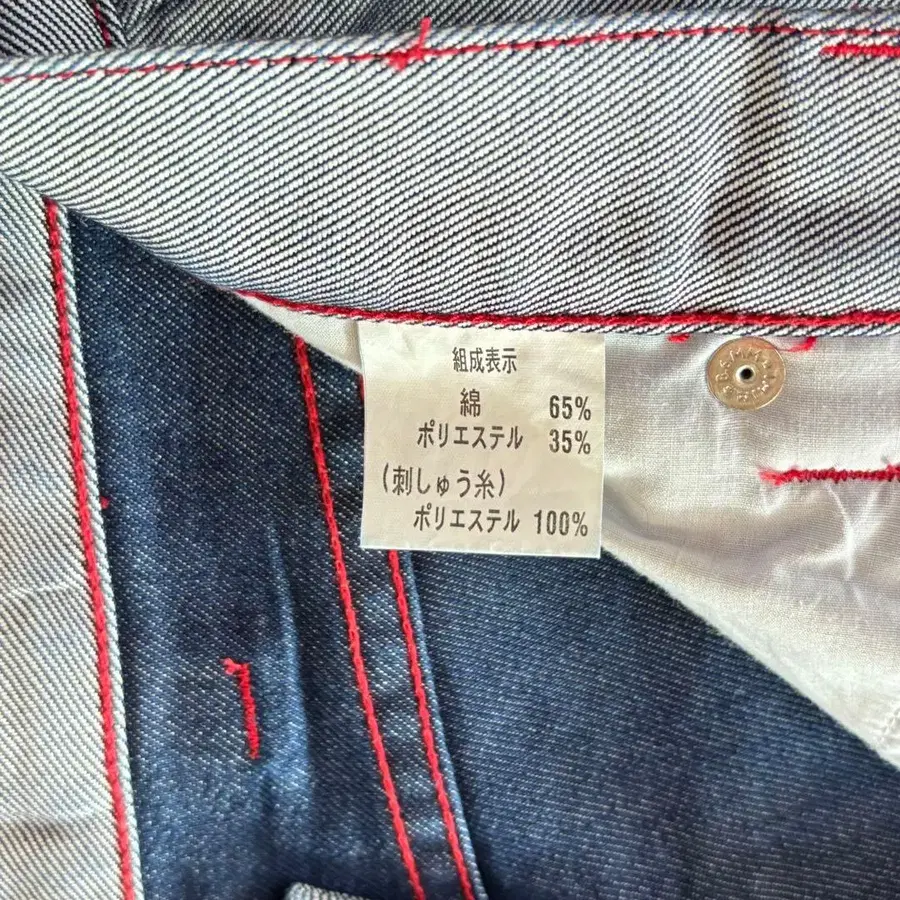 組成表示
綿 65%
ポリエステル 35%
(刺しゅう糸)
ポリエステル 100%